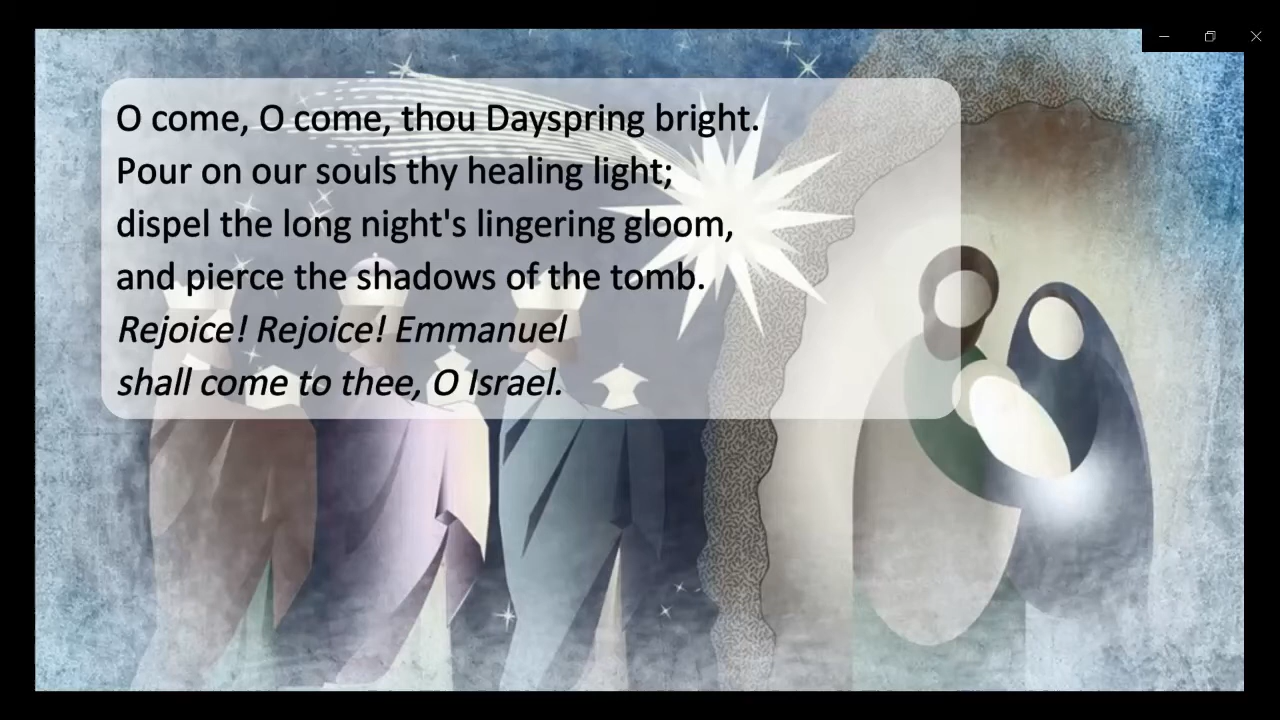 O come, O come, thou Dayspring bright.
Pour on our souls thy healing light;
dispel the long night's lingering gloom,
and pierce the shadows of the tomb.
Rejoice! Rejoice! Emmanuel
shall come to thee, O Israel.